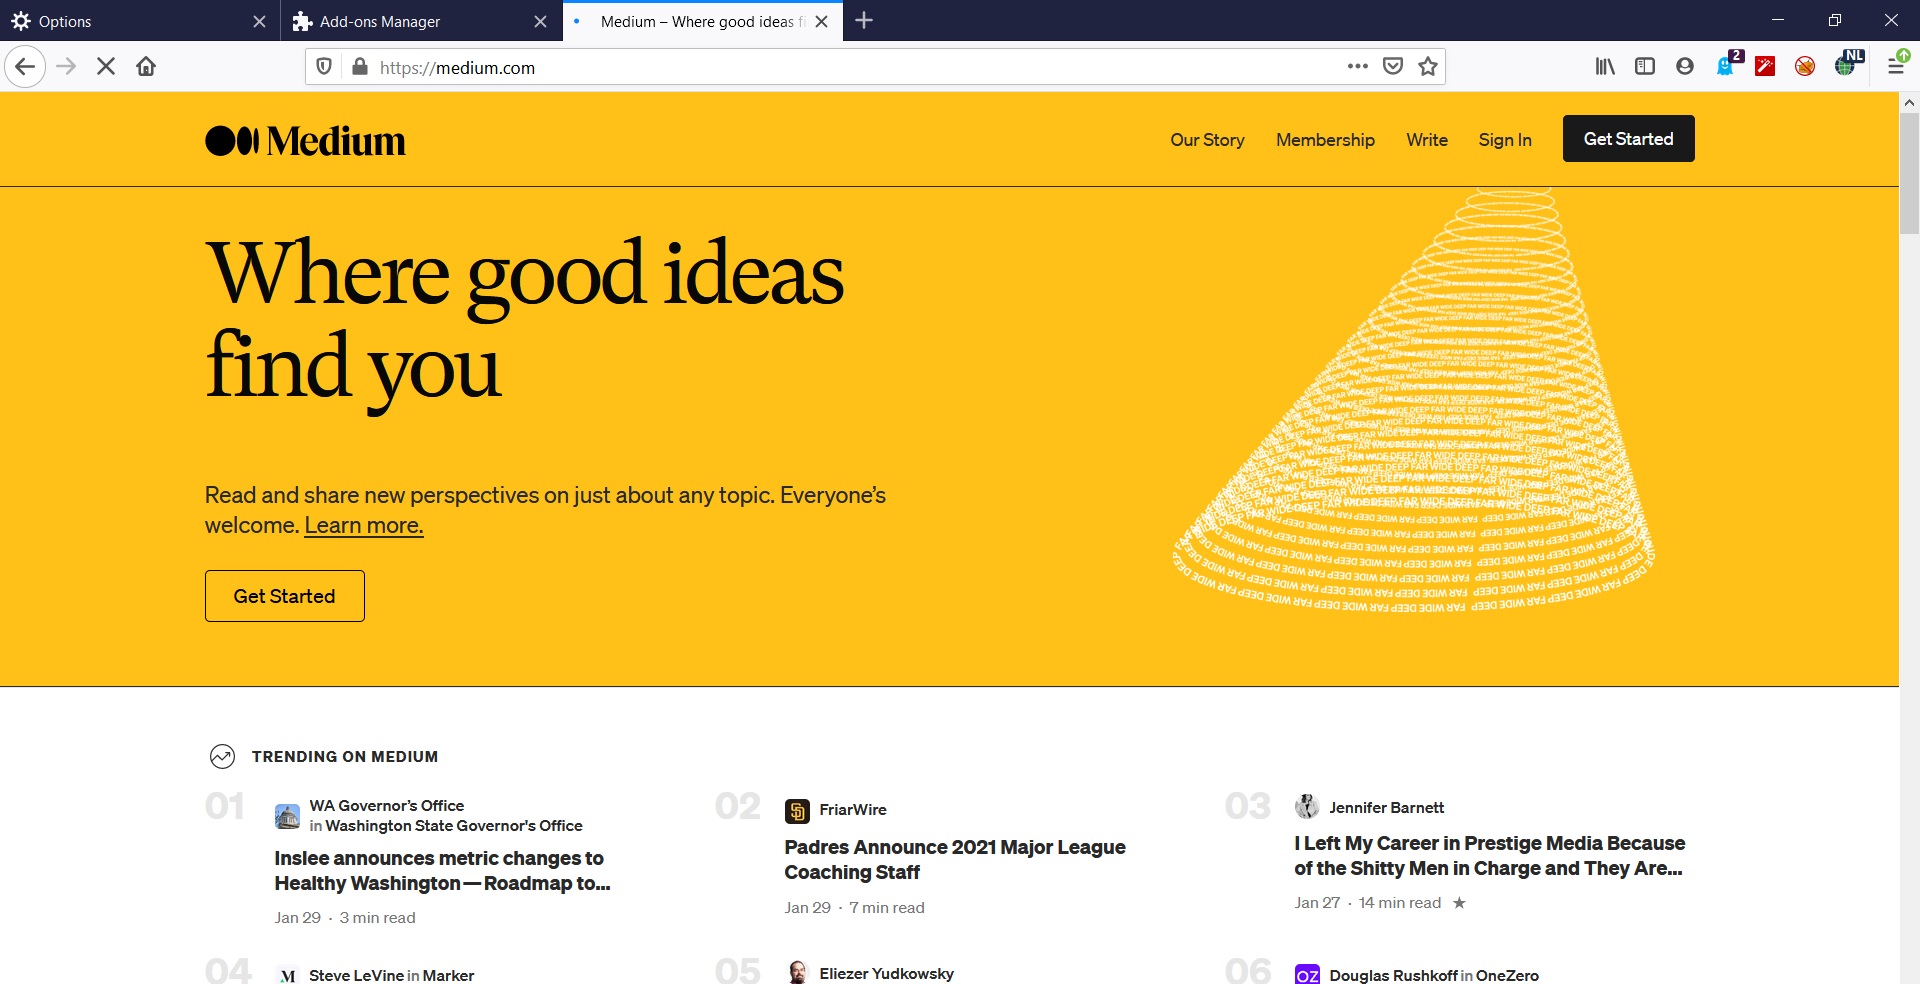 Options
Add-ons Manager
Medium – Where good ideas fi
https://medium.com
2
NL
Medium
Our Story
Membership
Write
Sign In
Get Started
Where good ideas
find you
Read and share new perspectives on just about any topic. Everyone’s
welcome. Learn more.
Get Started
DEEP FAR WIDE DEEP FAR WIDE DEEP FAR WIDE
TRENDING ON MEDIUM
01
WA Governor’s Office
in Washington State Governor's Office
Inslee announces metric changes to
Healthy Washington — Roadmap to...
Jan 29 · 3 min read
02
FriarWire
Padres Announce 2021 Major League
Coaching Staff
Jan 29 · 7 min read
03
Jennifer Barnett
I Left My Career in Prestige Media Because
of the Shitty Men in Charge and They Are...
Jan 27 · 14 min read ★
04
M Steve LeVine in Marker
05
Eliezer Yudkowsky
06
OZ Douglas Rushkoff in OneZero